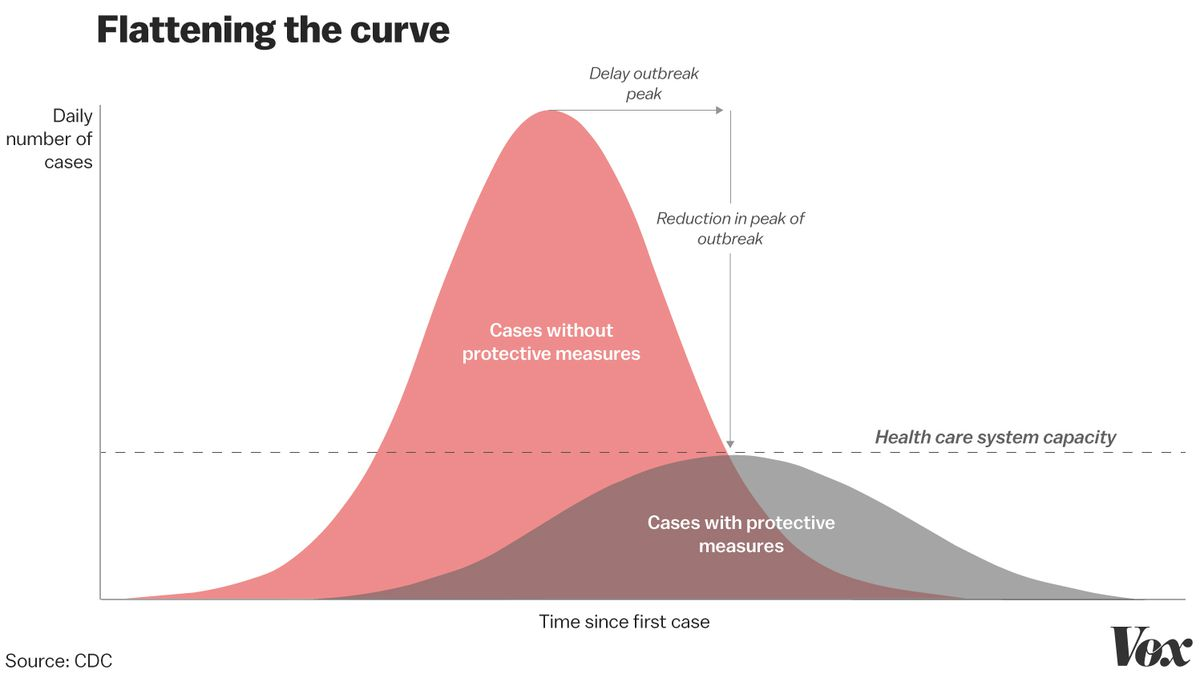 Flattening the curve
Delay outbreak
peak
Daily
number of
cases
Reduction in peak of
outbreak
Cases without
protective measures
Health care system capacity
Cases with protective
measures
Time since first case
Source: CDC
Vox